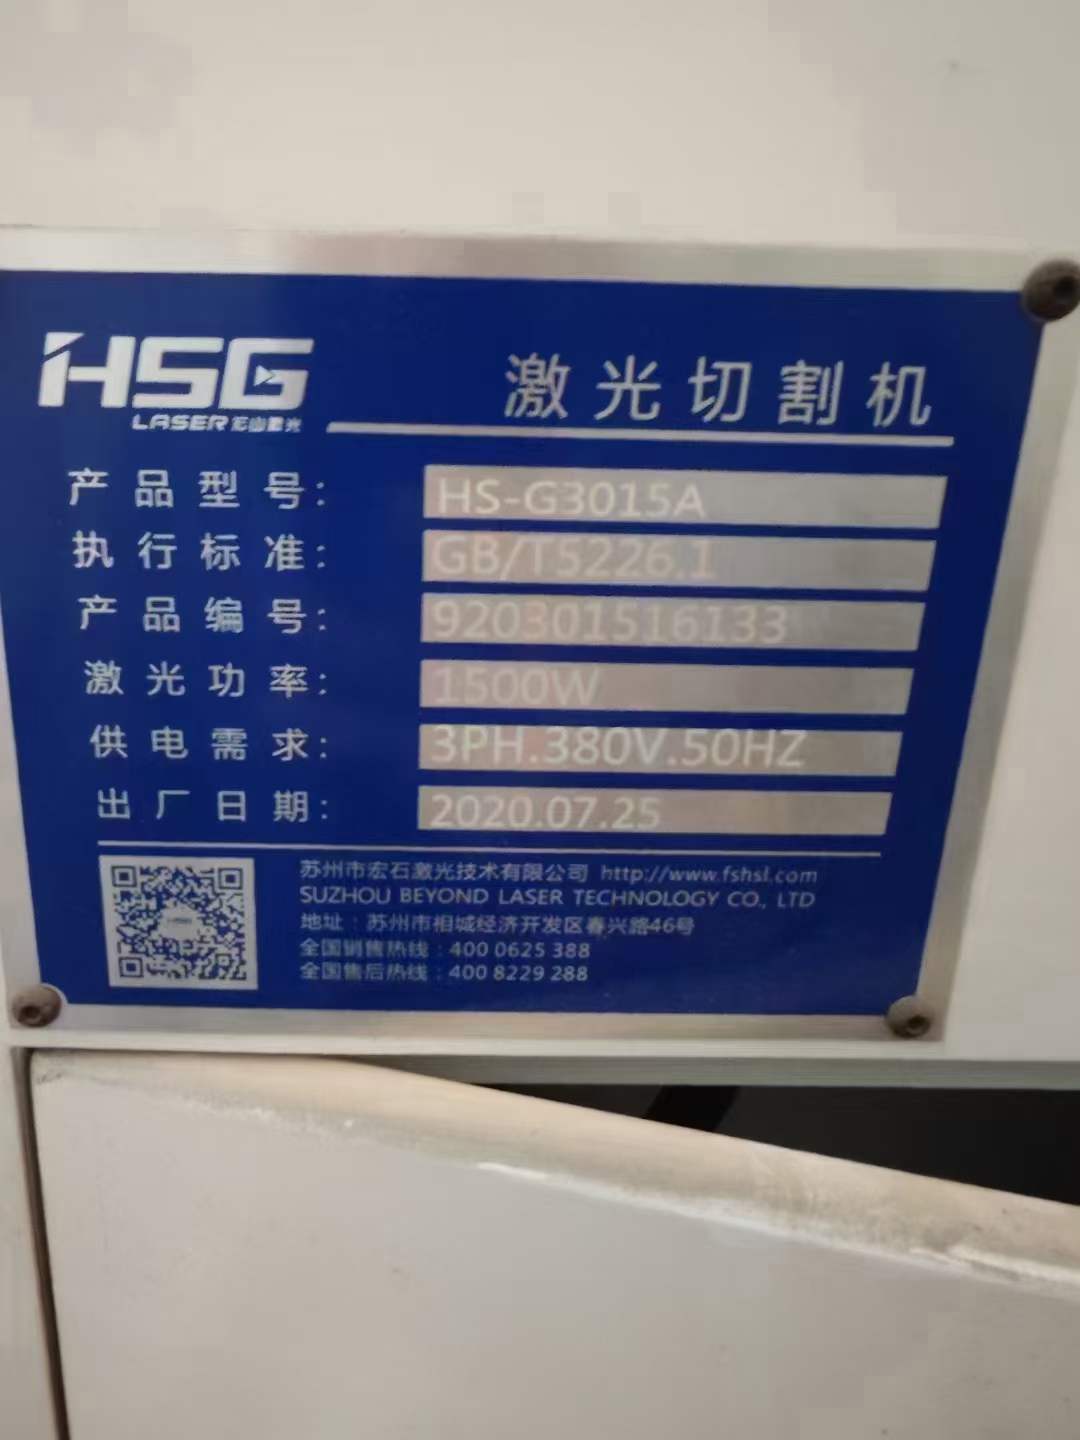 HSG
LASER 宏山激光
激光切割机
产品型号: HS-G3015A
执行标准: GB/T5226.1
产品编号: 920301516133
激光功率: 1500W
供电需求: 3PH.380V.50HZ
出厂日期: 2020.07.25
苏州市宏石激光技术有限公司 http://www.fshsl.com
SUZHOU BEYOND LASER TECHNOLOGY CO., LTD
地址: 苏州市相城经济开发区春兴路46号
全国销售热线: 400 0625 388
全国售后热线: 400 8229 288